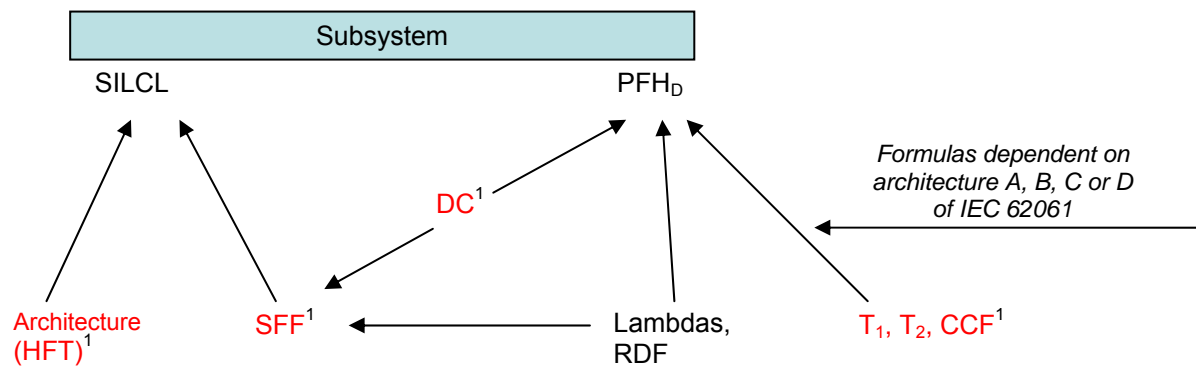 Subsystem
SILCL
PFH_D
Formulas dependent on
architecture A, B, C or D
of IEC 62061
DC¹
Architecture
(HFT)¹
SFF¹
Lambdas,
RDF
T₁, T₂, CCF¹